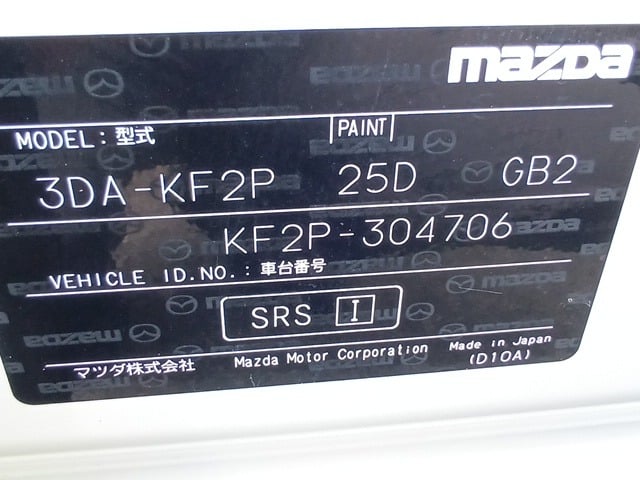 mazda
MODEL: 型式 PAINT
3DA-KF2P 25D GB2
KF2P-304706
VEHICLE ID.NO.: 車台番号
SRS I
マツダ株式会社 Mazda Motor Corporation Made in Japan
(D10A)